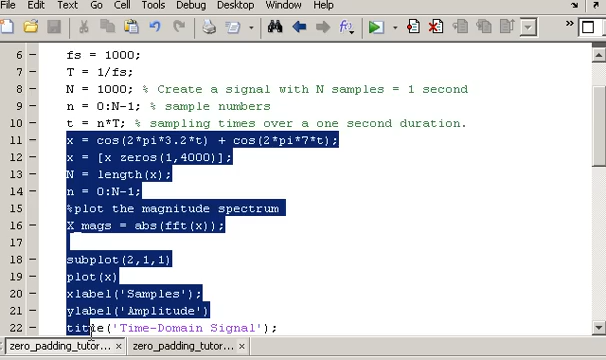 File Edit Text Go Cell Tools Debug Desktop Window Help
6 – fs = 1000;
7 – T = 1/fs;
8 – N = 1000; % Create a signal with N samples = 1 second
9 – n = 0:N-1; % sample numbers
10 – t = n*T; % sampling times over a one second duration.
11 – x = cos(2*pi*3.2*t) + cos(2*pi*7*t);
12 – x = [x zeros(1,4000)];
13 – N = length(x);
14 – n = 0:N-1;
15 %plot the magnitude spectrum
16 – X_mags = abs(fft(x));
17
18 – subplot(2,1,1)
19 – plot(x)
20 – xlabel('Samples');
21 – ylabel('Amplitude')
22 – title('Time-Domain Signal');
zero_padding_tutor... × zero_padding_tutor... ×